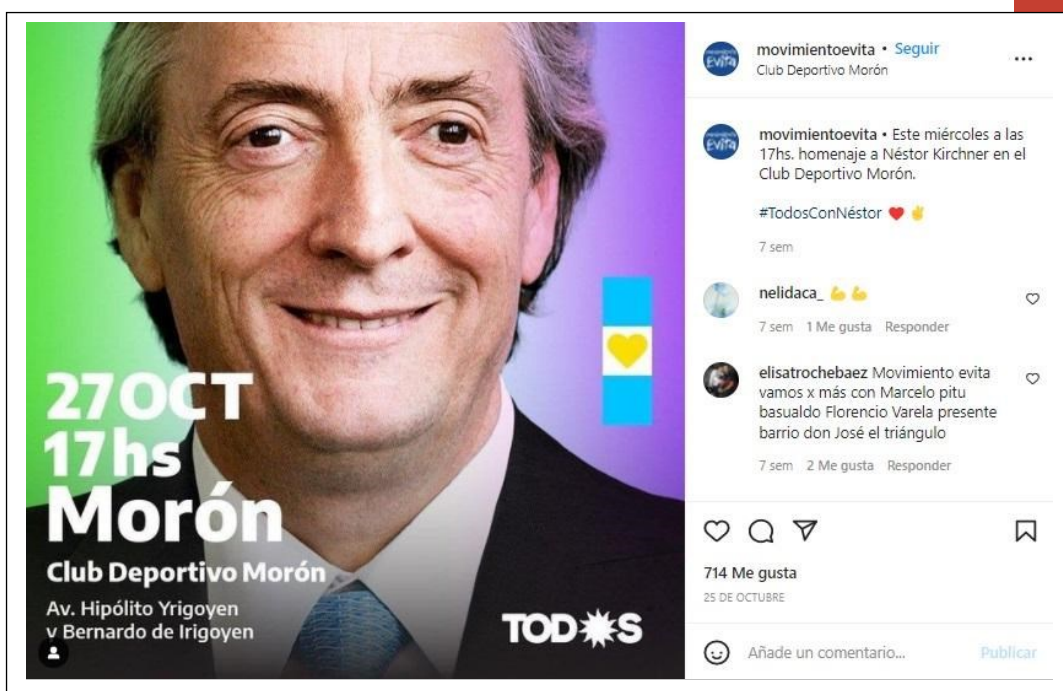 27OCT
17hs
Morón
Club Deportivo Morón
Av. Hipólito Yrigoyen
y Bernardo de Irigoyen
TODOS
movimientoevita • Seguir
Club Deportivo Morón
movimientoevita • Este miércoles a las
17hs. homenaje a Néstor Kirchner en el
Club Deportivo Morón.
#TodosConNéstor ❤️ ✌️
7 sem
nelidaca_ 💪 💪
7 sem 1 Me gusta Responder
elisatrochebaez Movimiento evita
vamos x más con Marcelo pitu
basualdo Florencio Varela presente
barrio don José el triángulo
7 sem 2 Me gusta Responder
714 Me gusta
25 DE OCTUBRE
Añade un comentario... Publicar